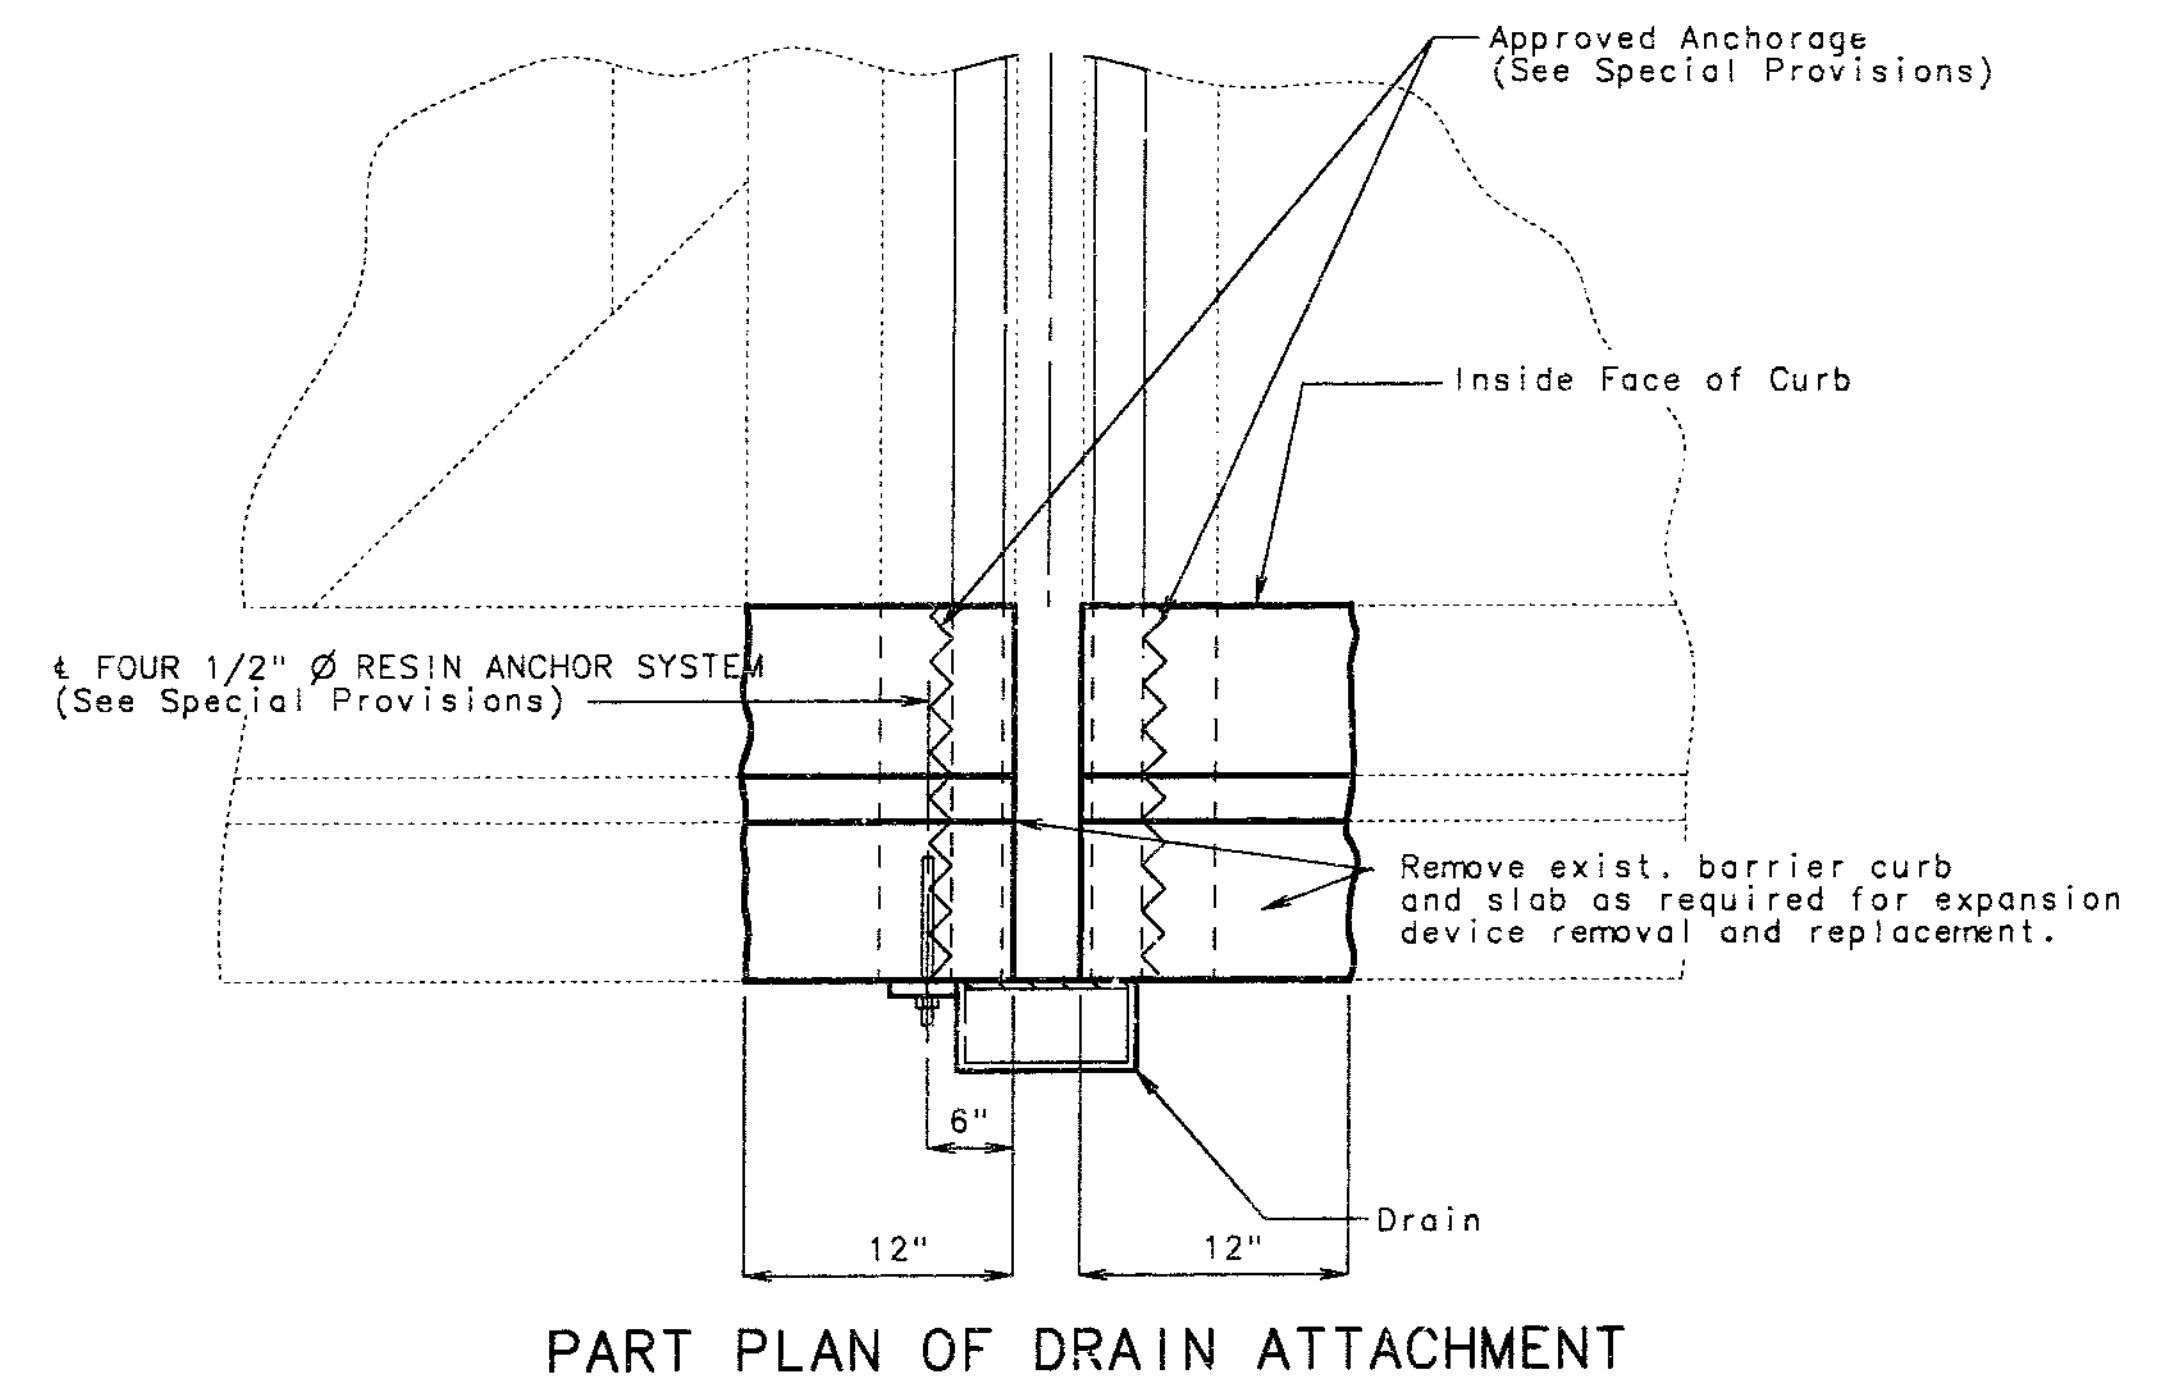 Approved Anchorage
(See Special Provisions)
Inside Face of Curb
℄ FOUR 1/2" Ø RESIN ANCHOR SYSTEM
(See Special Provisions)
Remove exist. barrier curb
and slab as required for expansion
device removal and replacement.
6"
Drain
12"
12"
PART PLAN OF DRAIN ATTACHMENT